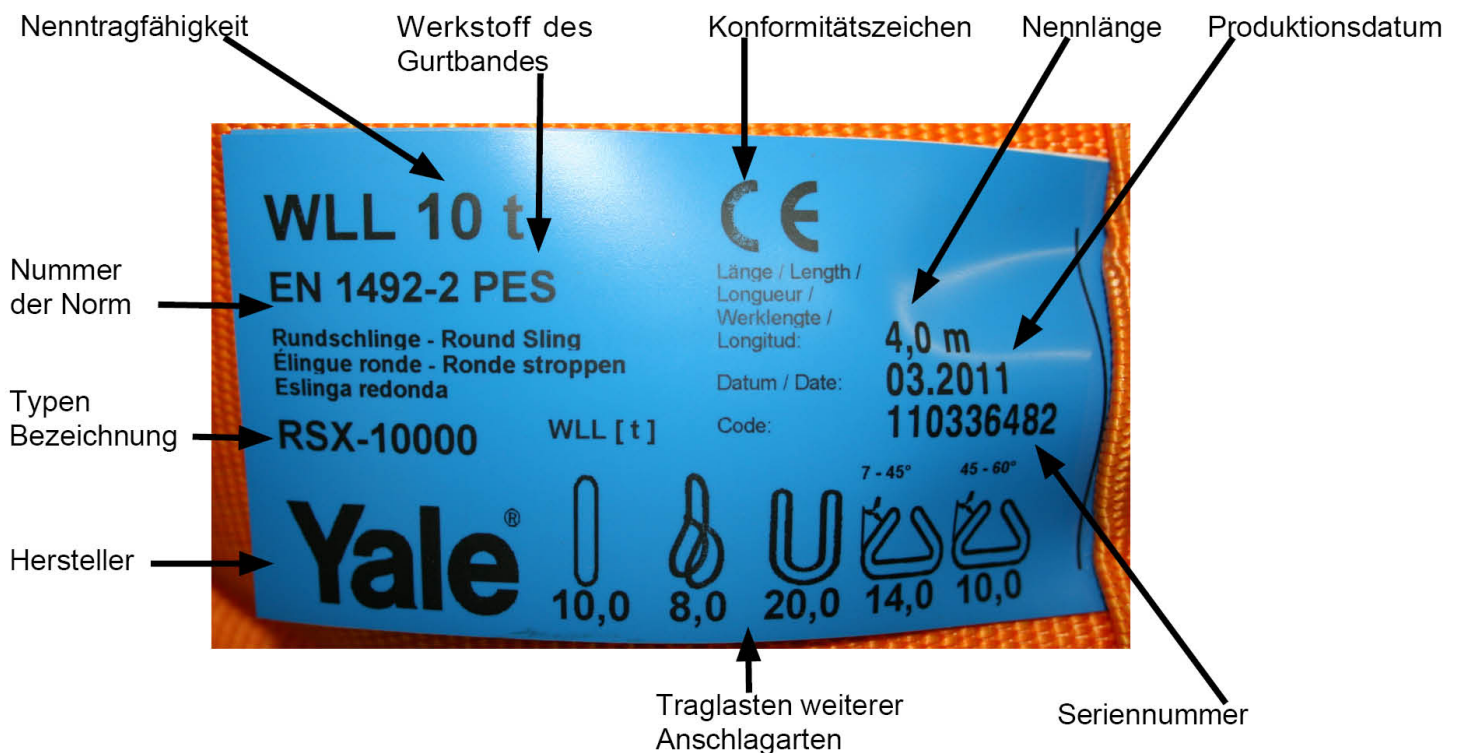 Nenntragfähigkeit
Werkstoff des
Gurtbandes
Konformitätszeichen
Nennlänge
Produktionsdatum
Nummer
der Norm
Typen
Bezeichnung
Hersteller
WLL 10 t
EN 1492-2 PES
Rundschlinge - Round Sling
Élingue ronde - Ronde stroppen
Eslinga redonda
RSX-10000
WLL [ t ]
Yale®
CE
Länge / Length /
Longueur /
Werklengte /
Longitud:
4,0 m
Datum / Date:
03.2011
Code:
110336482
7 - 45°
45 - 60°
10,0
8,0
20,0
14,0
10,0
Traglasten weiterer
Anschlagarten
Seriennummer